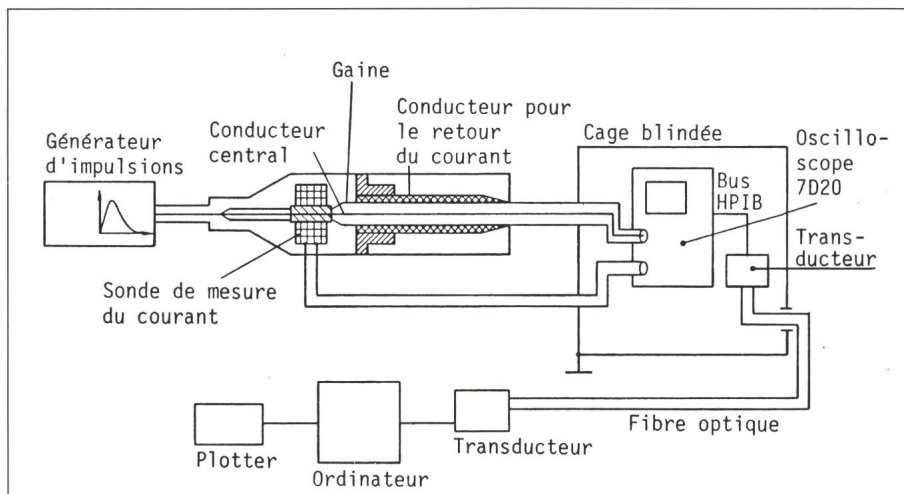 Gaine
Générateur
d'impulsions
Conducteur
central
Conducteur pour
le retour
du courant
Cage blindée
Oscillo-
scope
7D20
Bus
HPIB
Trans-
ducteur
Sonde de mesure
du courant
Fibre optique
Plotter
Ordinateur
Transducteur